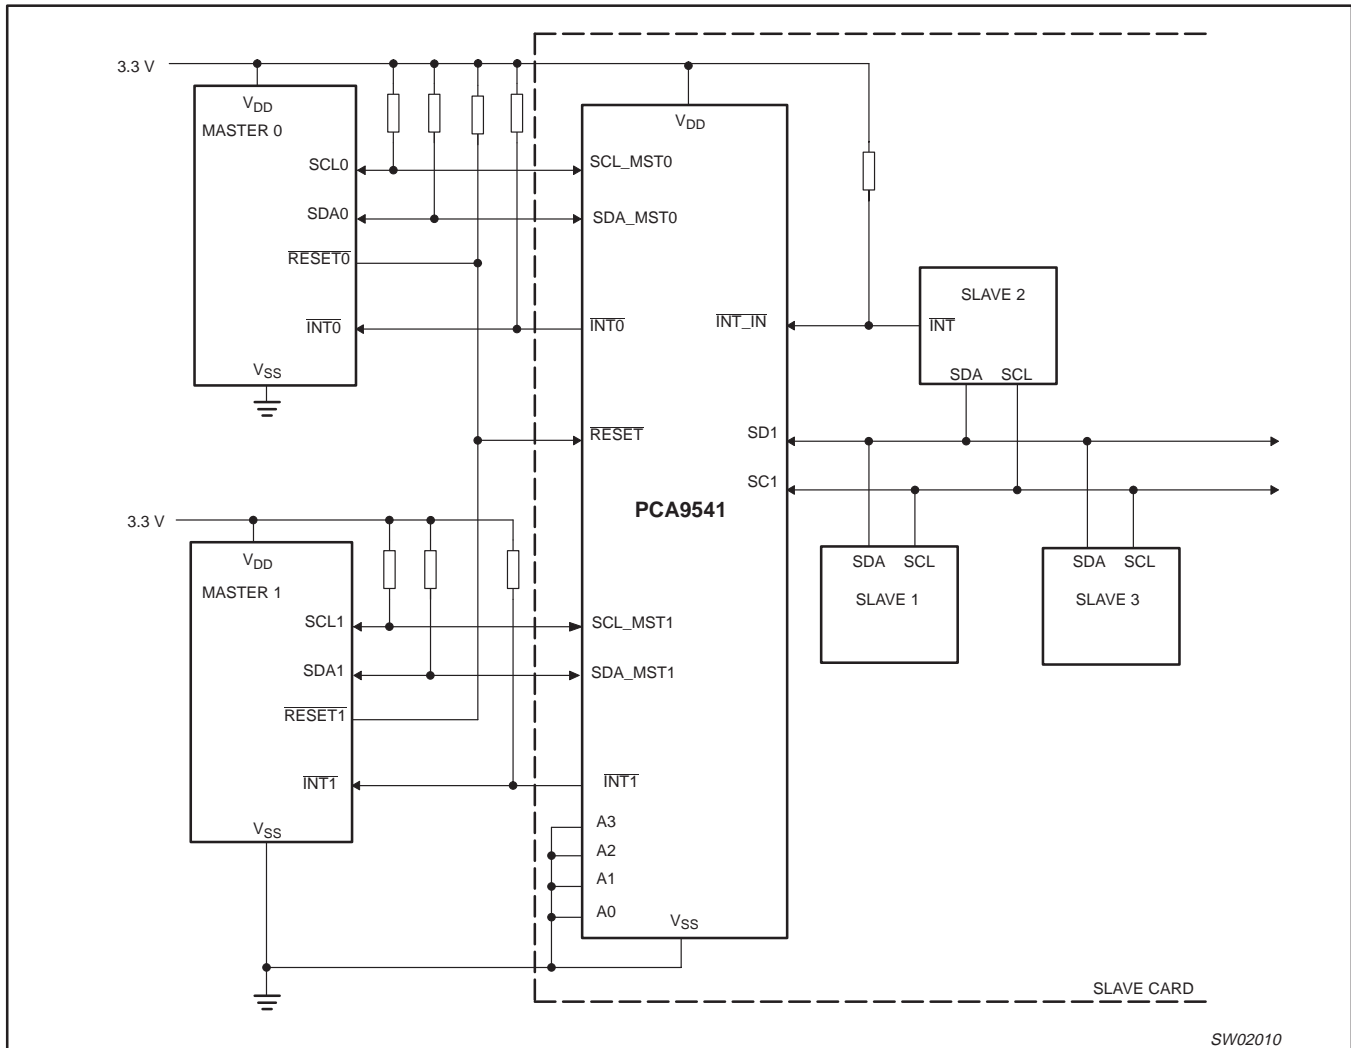 3.3 V
VDD
MASTER 0
SCL0
SDA0
RESET0
INT0
VSS
3.3 V
VDD
MASTER 1
SCL1
SDA1
RESET1
INT1
VSS
VDD
SCL_MST0
SDA_MST0
INT0
RESET
PCA9541
SCL_MST1
SDA_MST1
INT1
A3
A2
A1
A0
VSS
INT_IN
SD1
SC1
SLAVE 2
INT
SDA SCL
SDA SCL
SLAVE 1
SDA SCL
SLAVE 3
SLAVE CARD
SW02010